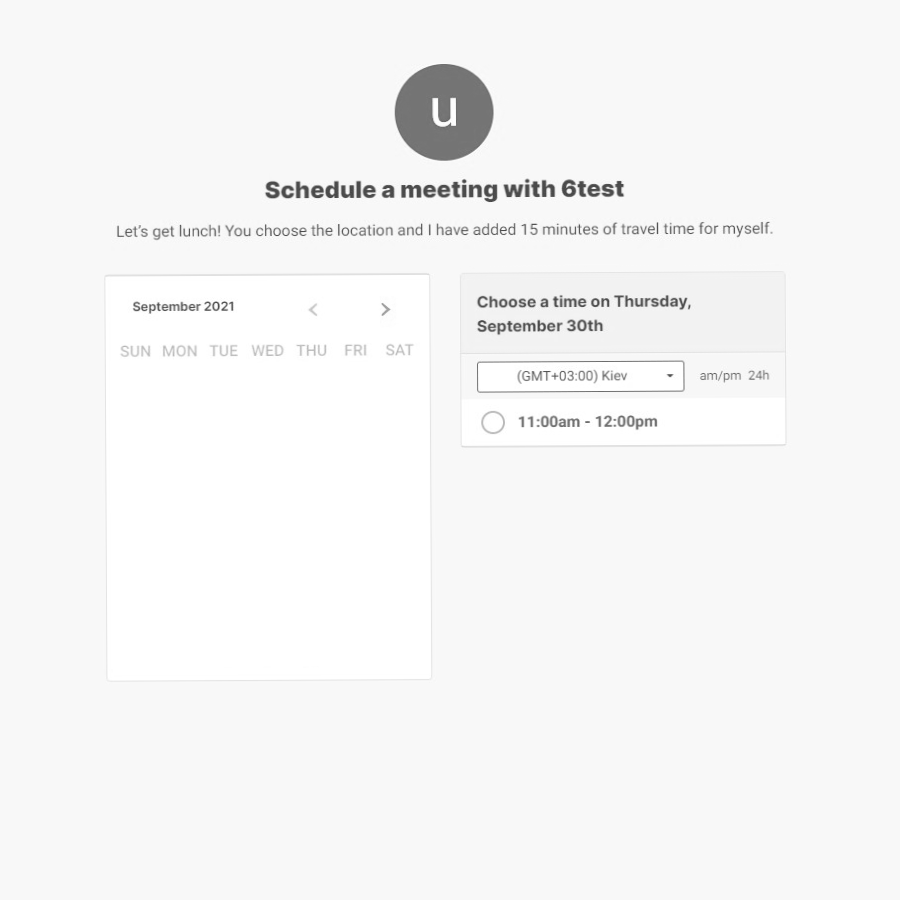 u
Schedule a meeting with 6test
Let's get lunch! You choose the location and I have added 15 minutes of travel time for myself.
September 2021
SUN MON TUE WED THU FRI SAT
Choose a time on Thursday,
September 30th
(GMT+03:00) Kiev
am/pm 24h
11:00am - 12:00pm